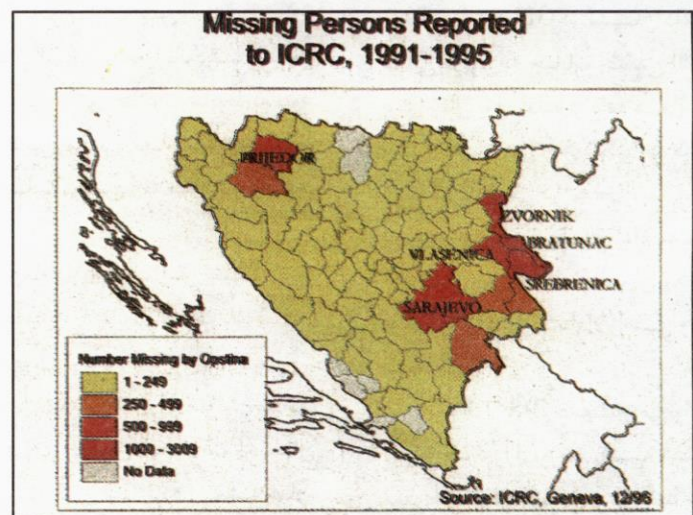 Missing Persons Reported
to ICRC, 1991-1995
PRIJEDOR
ZVORNIK
BRATUNAC
VLASENICA
SREBRENICA
SARAJEVO
Number Missing by Opstina
1 - 249
250 - 499
500 - 999
1000 - 3009
No Data
N
Source: ICRC, Geneva, 12/96